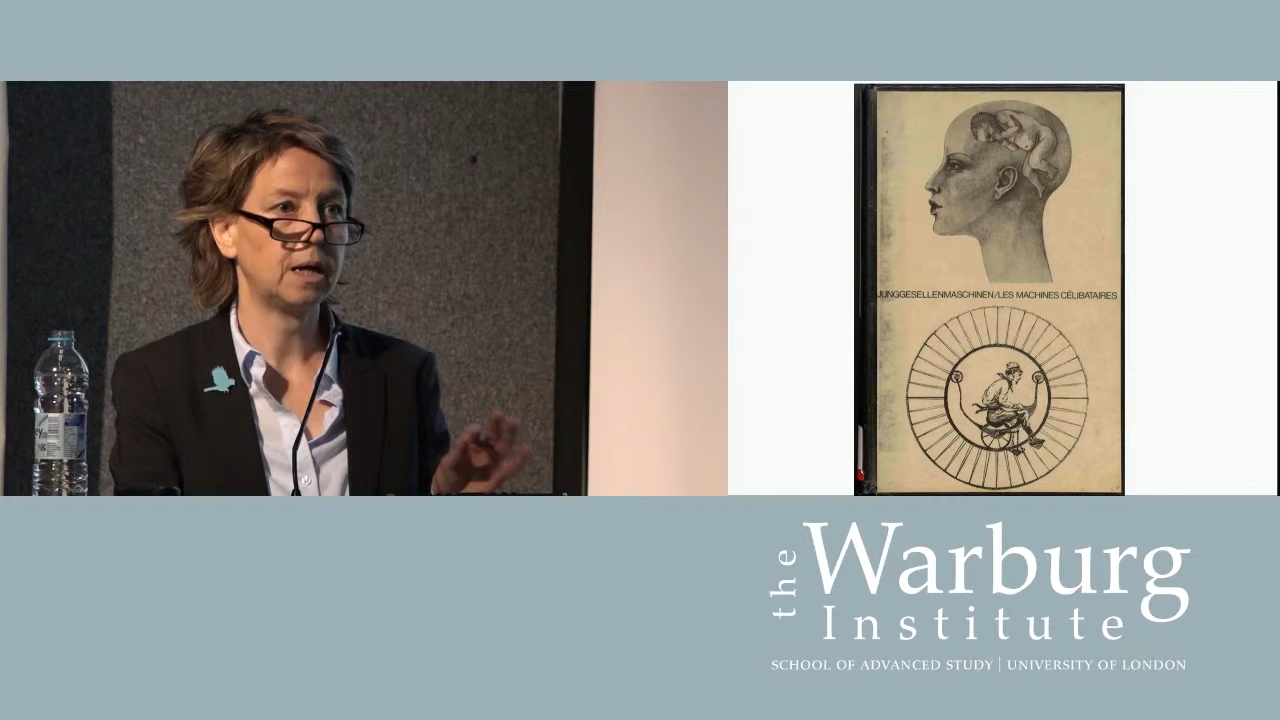 JUNGGESELLENMASCHINEN/LES MACHINES CÉLIBATAIRES
the Warburg
Institute
SCHOOL OF ADVANCED STUDY | UNIVERSITY OF LONDON